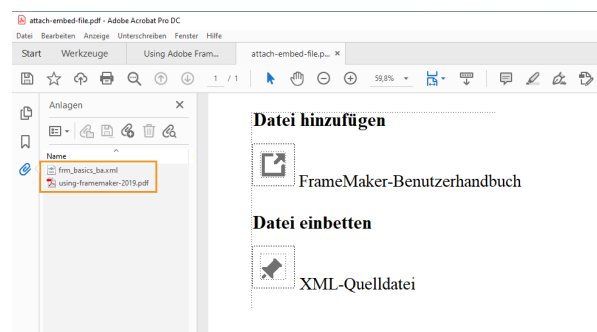 attach-embed-file.pdf - Adobe Acrobat Pro DC
Datei Bearbeiten Anzeige Unterschreiben Fenster Hilfe
Start Werkzeuge Using Adobe Fram... attach-embed-file.p... ×
1 / 1 59,8%
Anlagen ×
Name
frm_basics_ba.xml
using-framemaker-2019.pdf
Datei hinzufügen
FrameMaker-Benutzerhandbuch
Datei einbetten
XML-Quelldatei